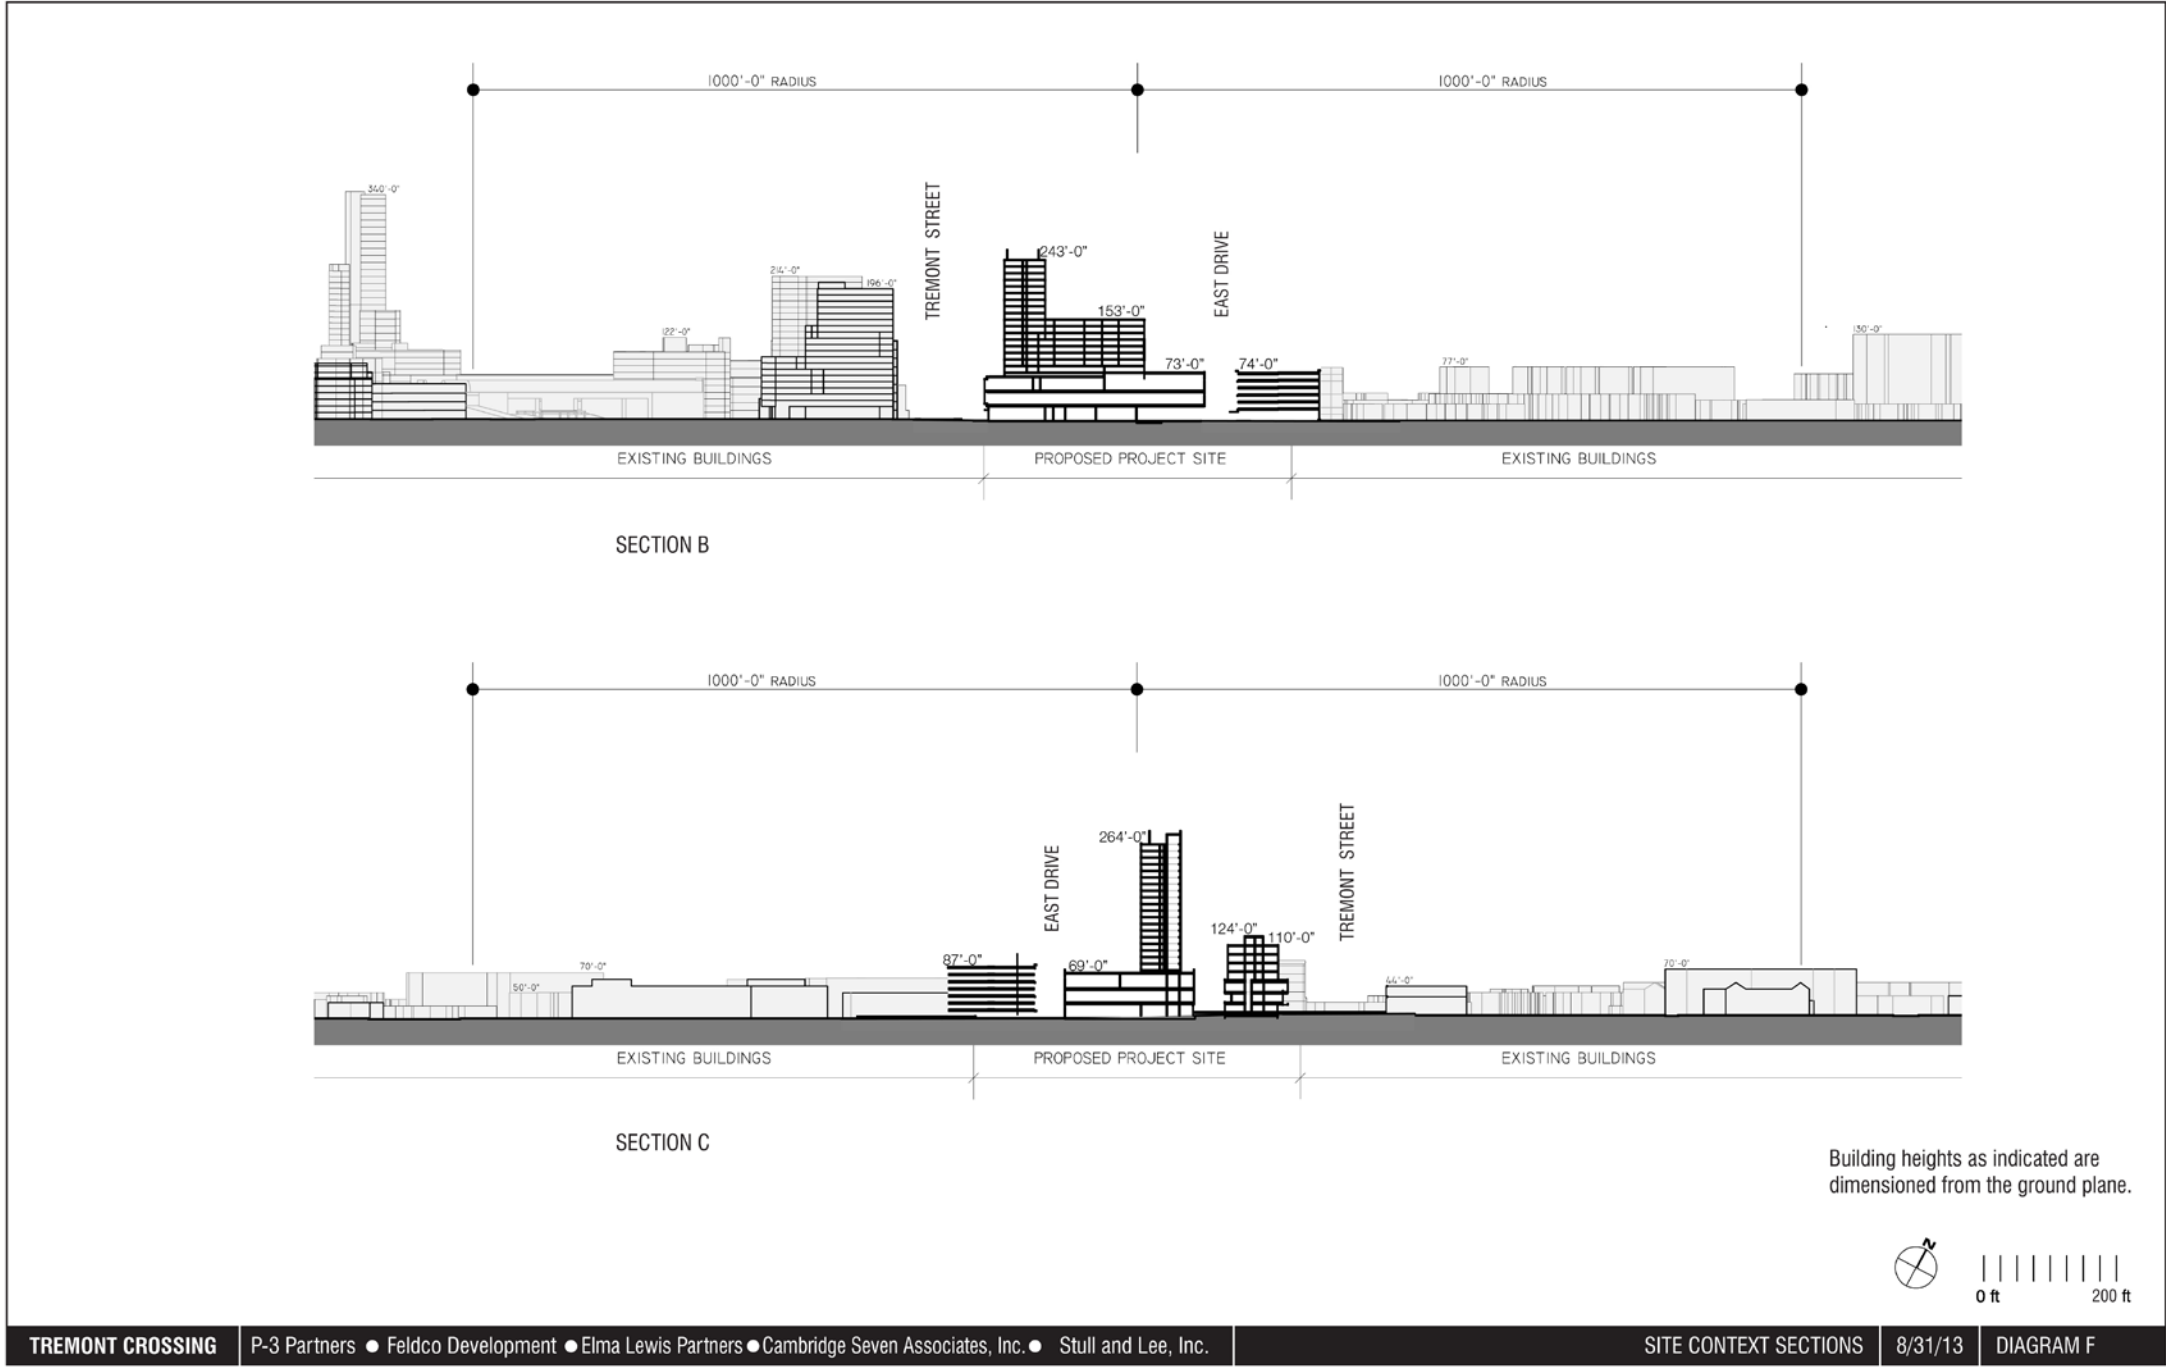 1000'-0" RADIUS
1000'-0" RADIUS
340'-0"
TREMONT STREET
EAST DRIVE
243'-0"
214'-0"
196'-0"
153'-0"
122'-0"
130'-0"
73'-0"
74'-0"
77'-0"
EXISTING BUILDINGS
PROPOSED PROJECT SITE
EXISTING BUILDINGS
SECTION B
1000'-0" RADIUS
1000'-0" RADIUS
EAST DRIVE
264'-0"
TREMONT STREET
124'-0"
110'-0"
87'-0"
69'-0"
70'-0"
50'-0"
44'-0"
70'-0"
EXISTING BUILDINGS
PROPOSED PROJECT SITE
EXISTING BUILDINGS
SECTION C
Building heights as indicated are
dimensioned from the ground plane.
N
0 ft
200 ft
TREMONT CROSSING
P-3 Partners ● Feldco Development ● Elma Lewis Partners ● Cambridge Seven Associates, Inc. ● Stull and Lee, Inc.
SITE CONTEXT SECTIONS
8/31/13
DIAGRAM F